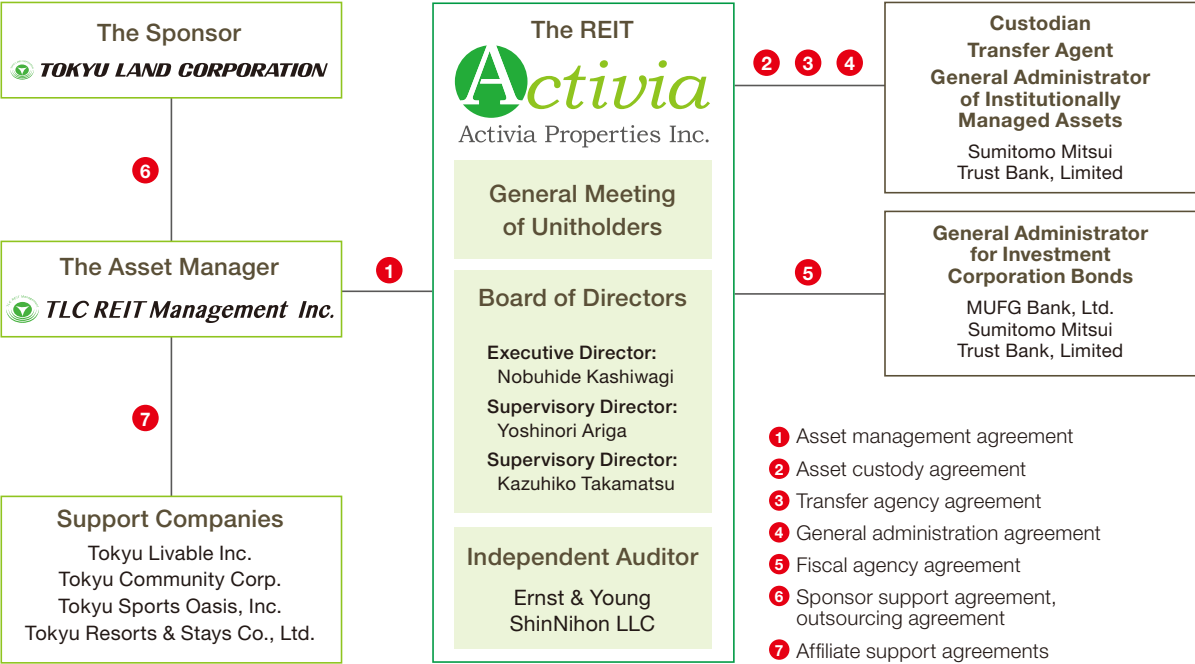 The Sponsor
TOKYU LAND CORPORATION
6
The Asset Manager
TLC REIT Management Inc.
1
7
Support Companies
Tokyu Livable Inc.
Tokyu Community Corp.
Tokyu Sports Oasis, Inc.
Tokyu Resorts & Stays Co., Ltd.
The REIT
Activia
Activia Properties Inc.
General Meeting
of Unitholders
Board of Directors
Executive Director:
Nobuhide Kashiwagi
Supervisory Director:
Yoshinori Ariga
Supervisory Director:
Kazuhiko Takamatsu
Independent Auditor
Ernst & Young
ShinNihon LLC
2 3 4
Custodian
Transfer Agent
General Administrator
of Institutionally
Managed Assets
Sumitomo Mitsui
Trust Bank, Limited
5
General Administrator
for Investment
Corporation Bonds
MUFG Bank, Ltd.
Sumitomo Mitsui
Trust Bank, Limited
1 Asset management agreement
2 Asset custody agreement
3 Transfer agency agreement
4 General administration agreement
5 Fiscal agency agreement
6 Sponsor support agreement,
outsourcing agreement
7 Affiliate support agreements